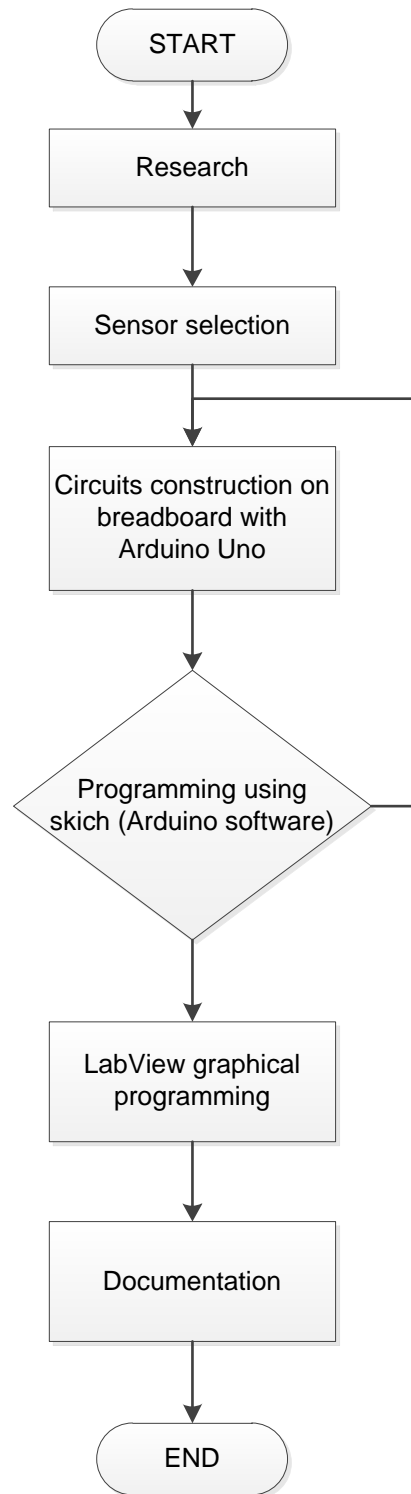 START
Research
Sensor selection
Circuits construction on
breadboard with
Arduino Uno
Programming using
skich (Arduino software)
LabView graphical
programming
Documentation
END